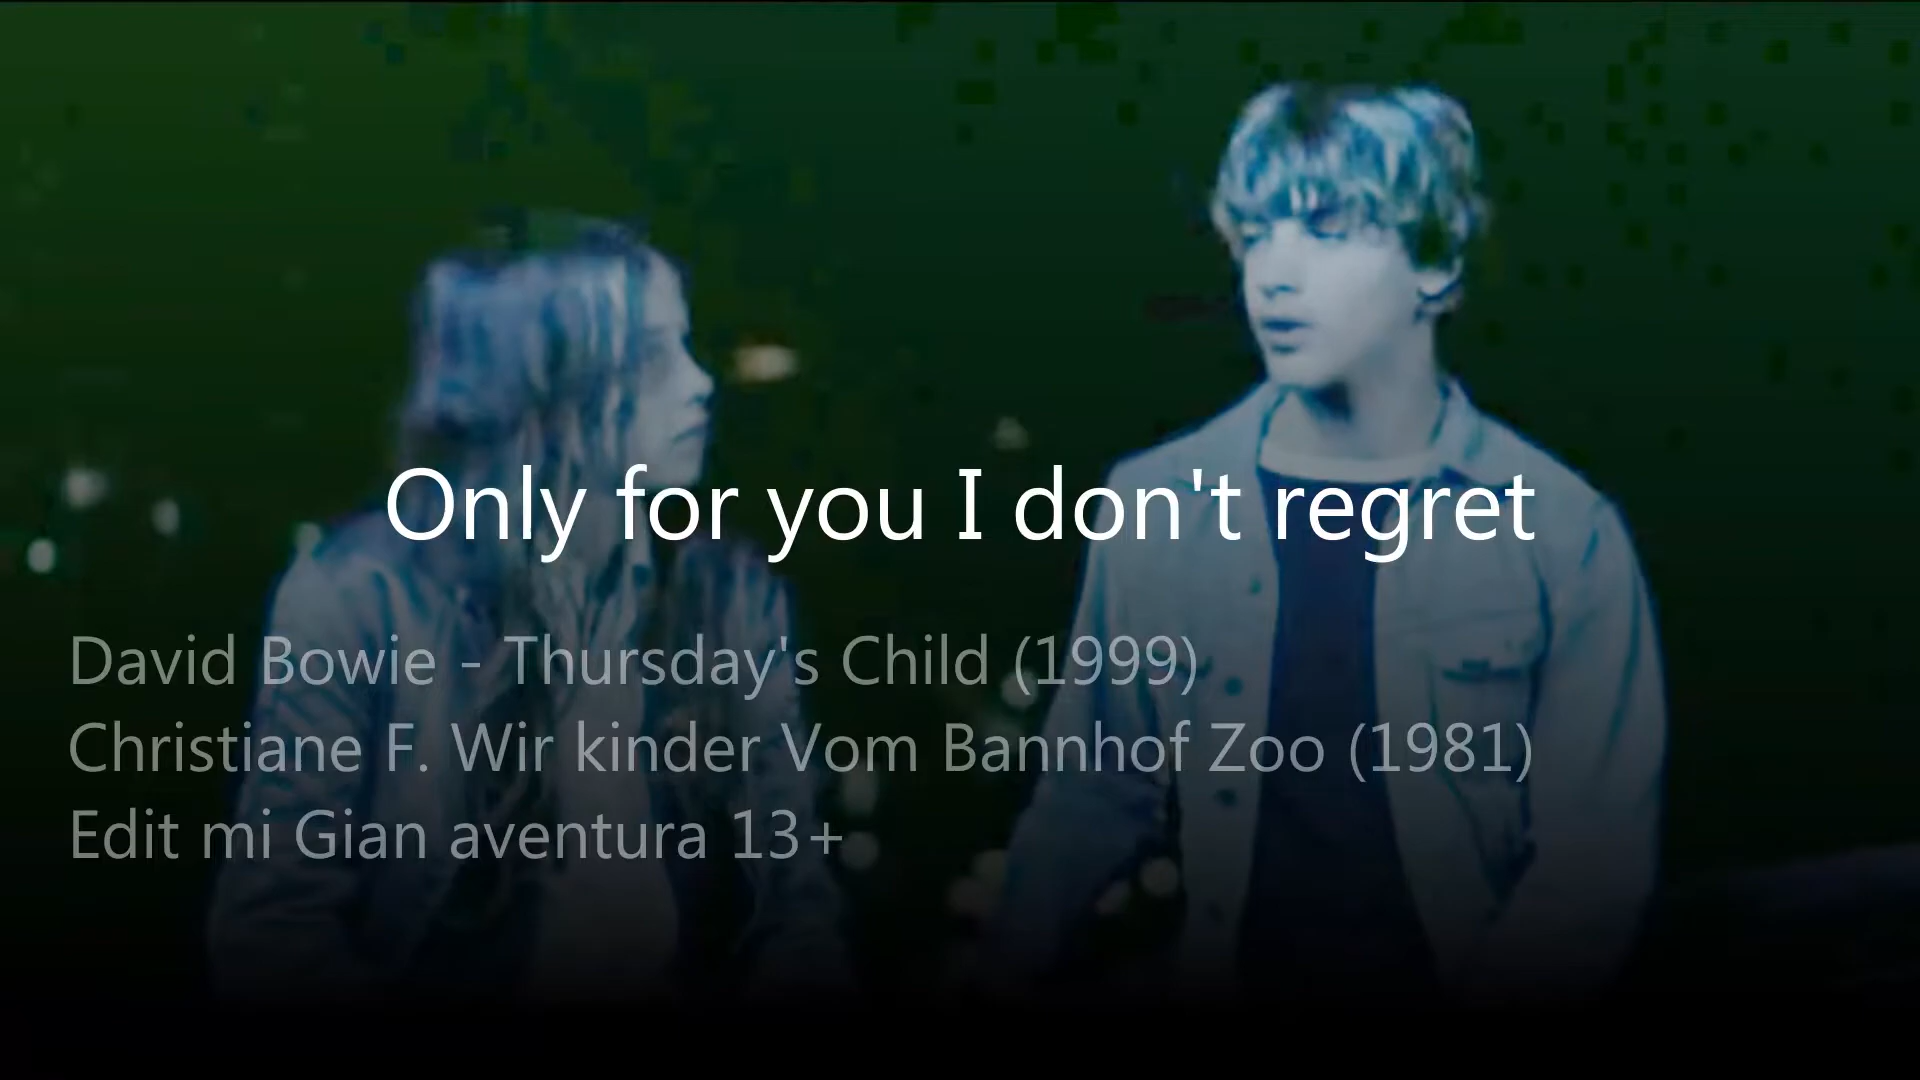 Only for you I don't regret
David Bowie - Thursday's Child (1999)
Christiane F. Wir kinder Vom Bannhof Zoo (1981)
Edit mi Gian aventura 13+